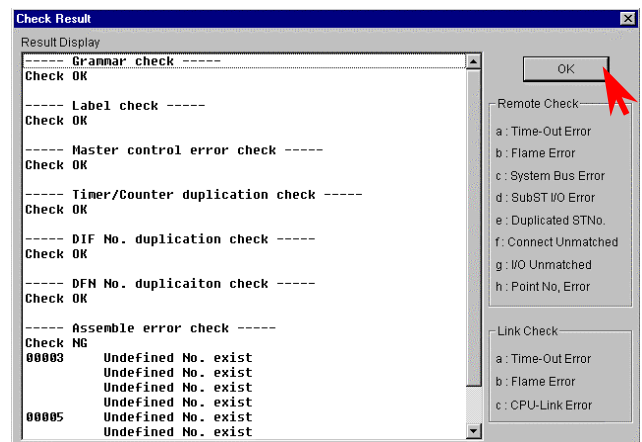 Check Result
Result Display
----- Grammar check -----
Check OK
----- Label check -----
Check OK
----- Master control error check -----
Check OK
----- Timer/Counter duplication check -----
Check OK
----- DIF No. duplication check -----
Check OK
----- DFN No. duplicaiton check -----
Check OK
----- Assemble error check -----
Check NG
00003 Undefined No. exist
Undefined No. exist
Undefined No. exist
Undefined No. exist
00005 Undefined No. exist
Undefined No. exist
OK
Remote Check
a : Time-Out Error
b : Flame Error
c : System Bus Error
d : SubST I/O Error
e : Duplicated STNo.
f : Connect Unmatched
g : I/O Unmatched
h : Point No, Error
Link Check
a : Time-Out Error
b : Flame Error
c : CPU-Link Error